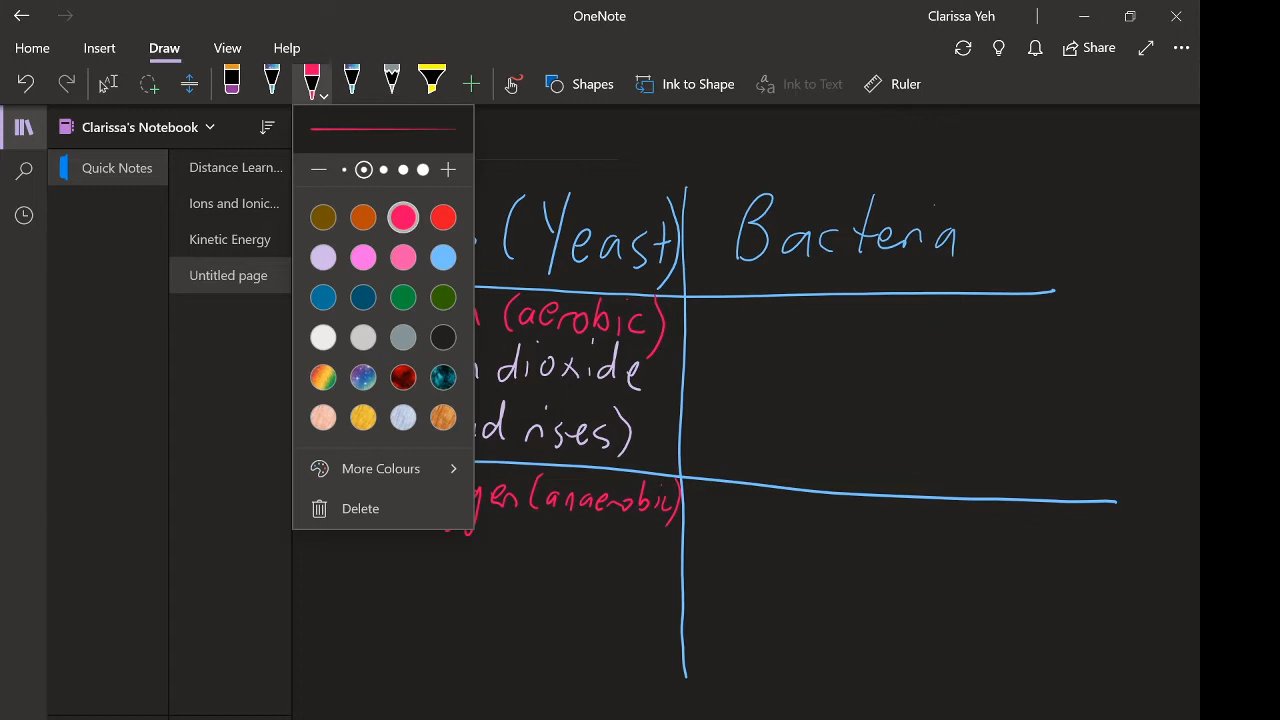 OneNote
Clarissa Yeh
Home Insert Draw View Help
Share
Shapes Ink to Shape Ink to Text Ruler
Clarissa's Notebook
Quick Notes
Distance Learn...
Ions and Ionic...
Kinetic Energy
Untitled page
More Colours
Delete
(Yeast) Bacteria
(aerobic)
dioxide
rises)
(anaerobic)